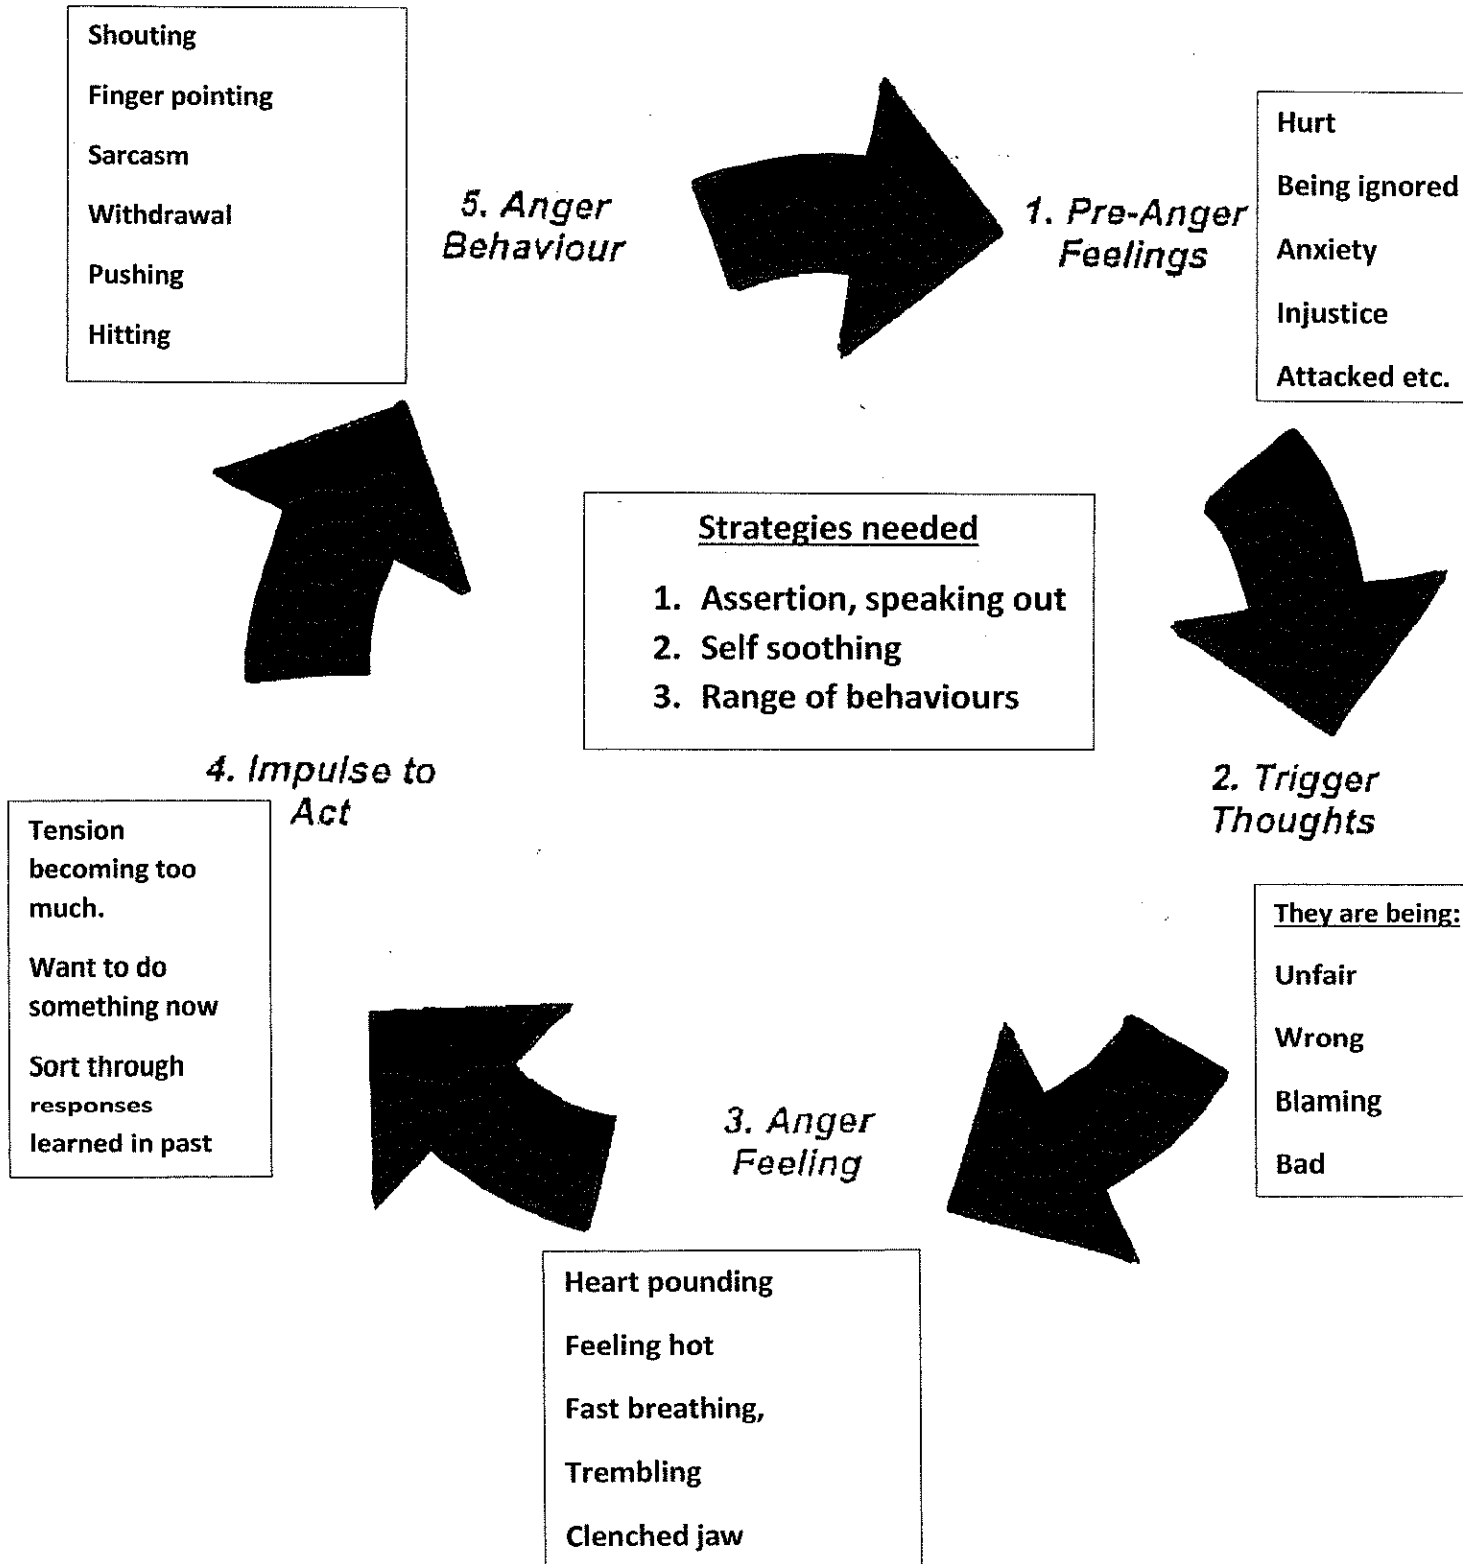 Shouting
Finger pointing
Sarcasm
Withdrawal
Pushing
Hitting
5. Anger
Behaviour
1. Pre-Anger
Feelings
Hurt
Being ignored
Anxiety
Injustice
Attacked etc.
Strategies needed
1. Assertion, speaking out
2. Self soothing
3. Range of behaviours
2. Trigger
Thoughts
They are being:
Unfair
Wrong
Blaming
Bad
3. Anger
Feeling
Heart pounding
Feeling hot
Fast breathing,
Trembling
Clenched jaw
4. Impulse to
Act
Tension
becoming too
much.
Want to do
something now
Sort through
responses
learned in past